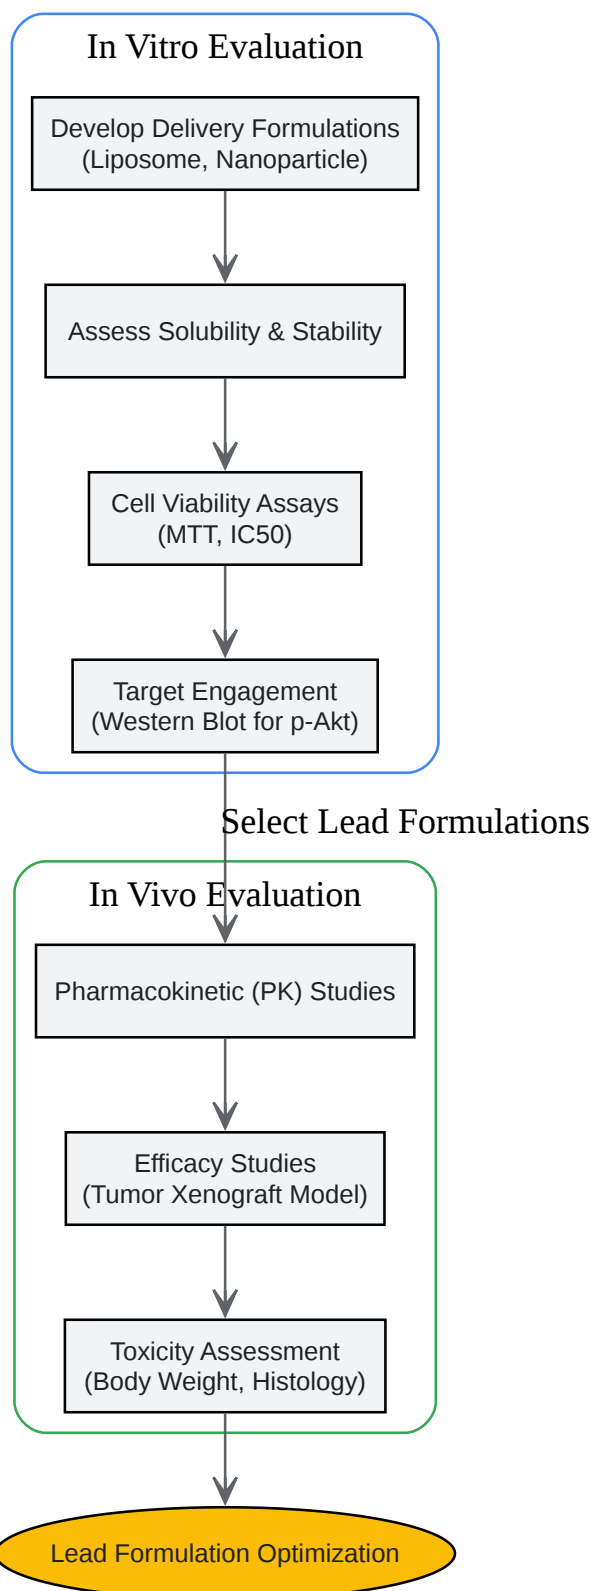 In Vitro Evaluation
Develop Delivery Formulations
(Liposome, Nanoparticle)
Assess Solubility & Stability
Cell Viability Assays
(MTT, IC50)
Target Engagement
(Western Blot for p-Akt)
Select Lead Formulations
In Vivo Evaluation
Pharmacokinetic (PK) Studies
Efficacy Studies
(Tumor Xenograft Model)
Toxicity Assessment
(Body Weight, Histology)
Lead Formulation Optimization